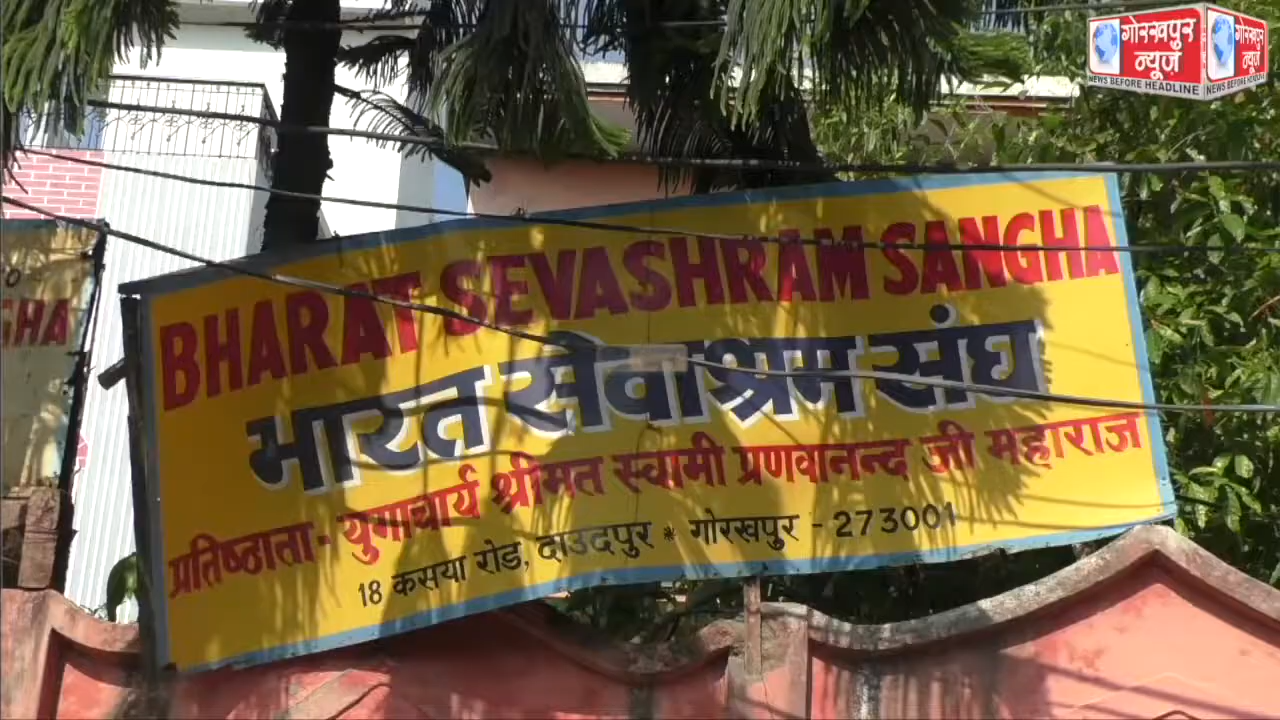 गोरखपुर
न्यूज़
NEWS BEFORE HEADLINE
गोरखपुर
न्यूज़
NEWS BEFORE HEADLINE
BHARAT SEVASHRAM SANGHA
भारत सेवाश्रम संघ
प्रतिष्ठाता - युगाचार्य श्रीमत स्वामी प्रणवानन्द जी महाराज
18 कसया रोड, दाउदपुर * गोरखपुर - 273001